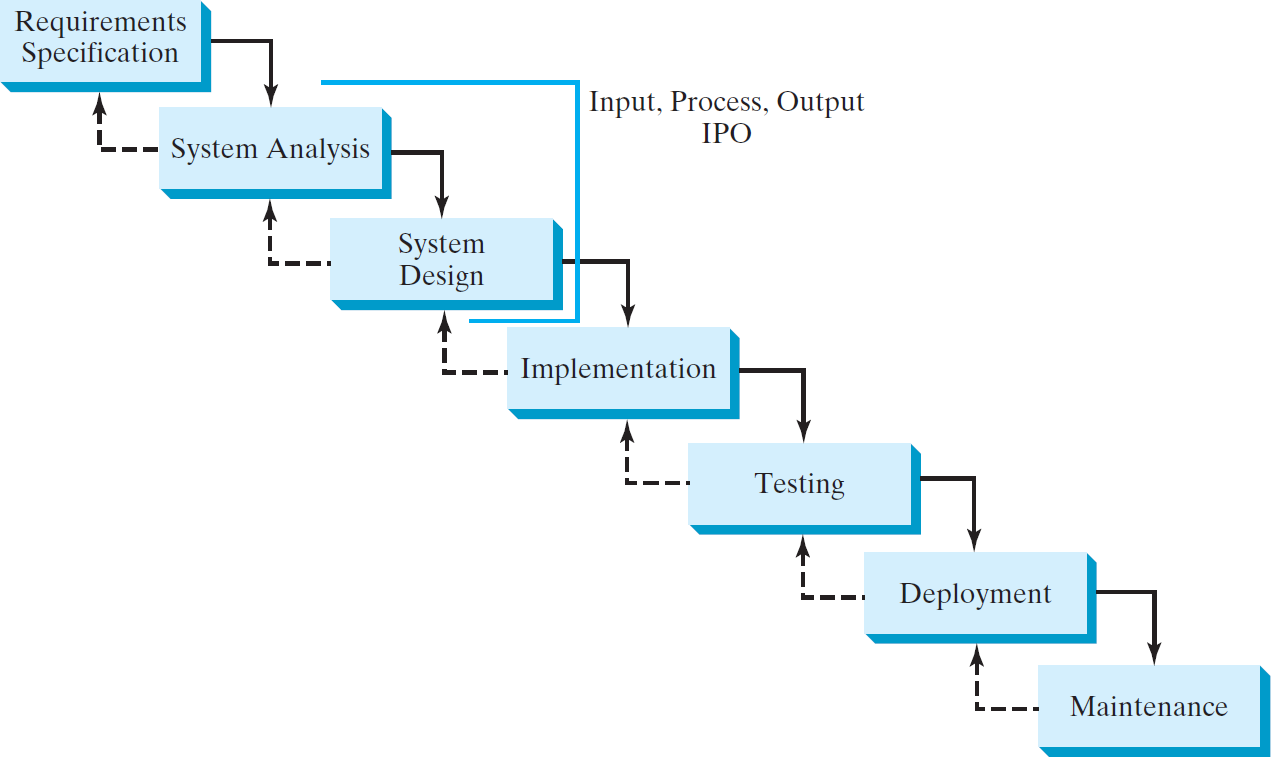 Requirements
Specification
Input, Process, Output
IPO
System Analysis
System
Design
Implementation
Testing
Deployment
Maintenance